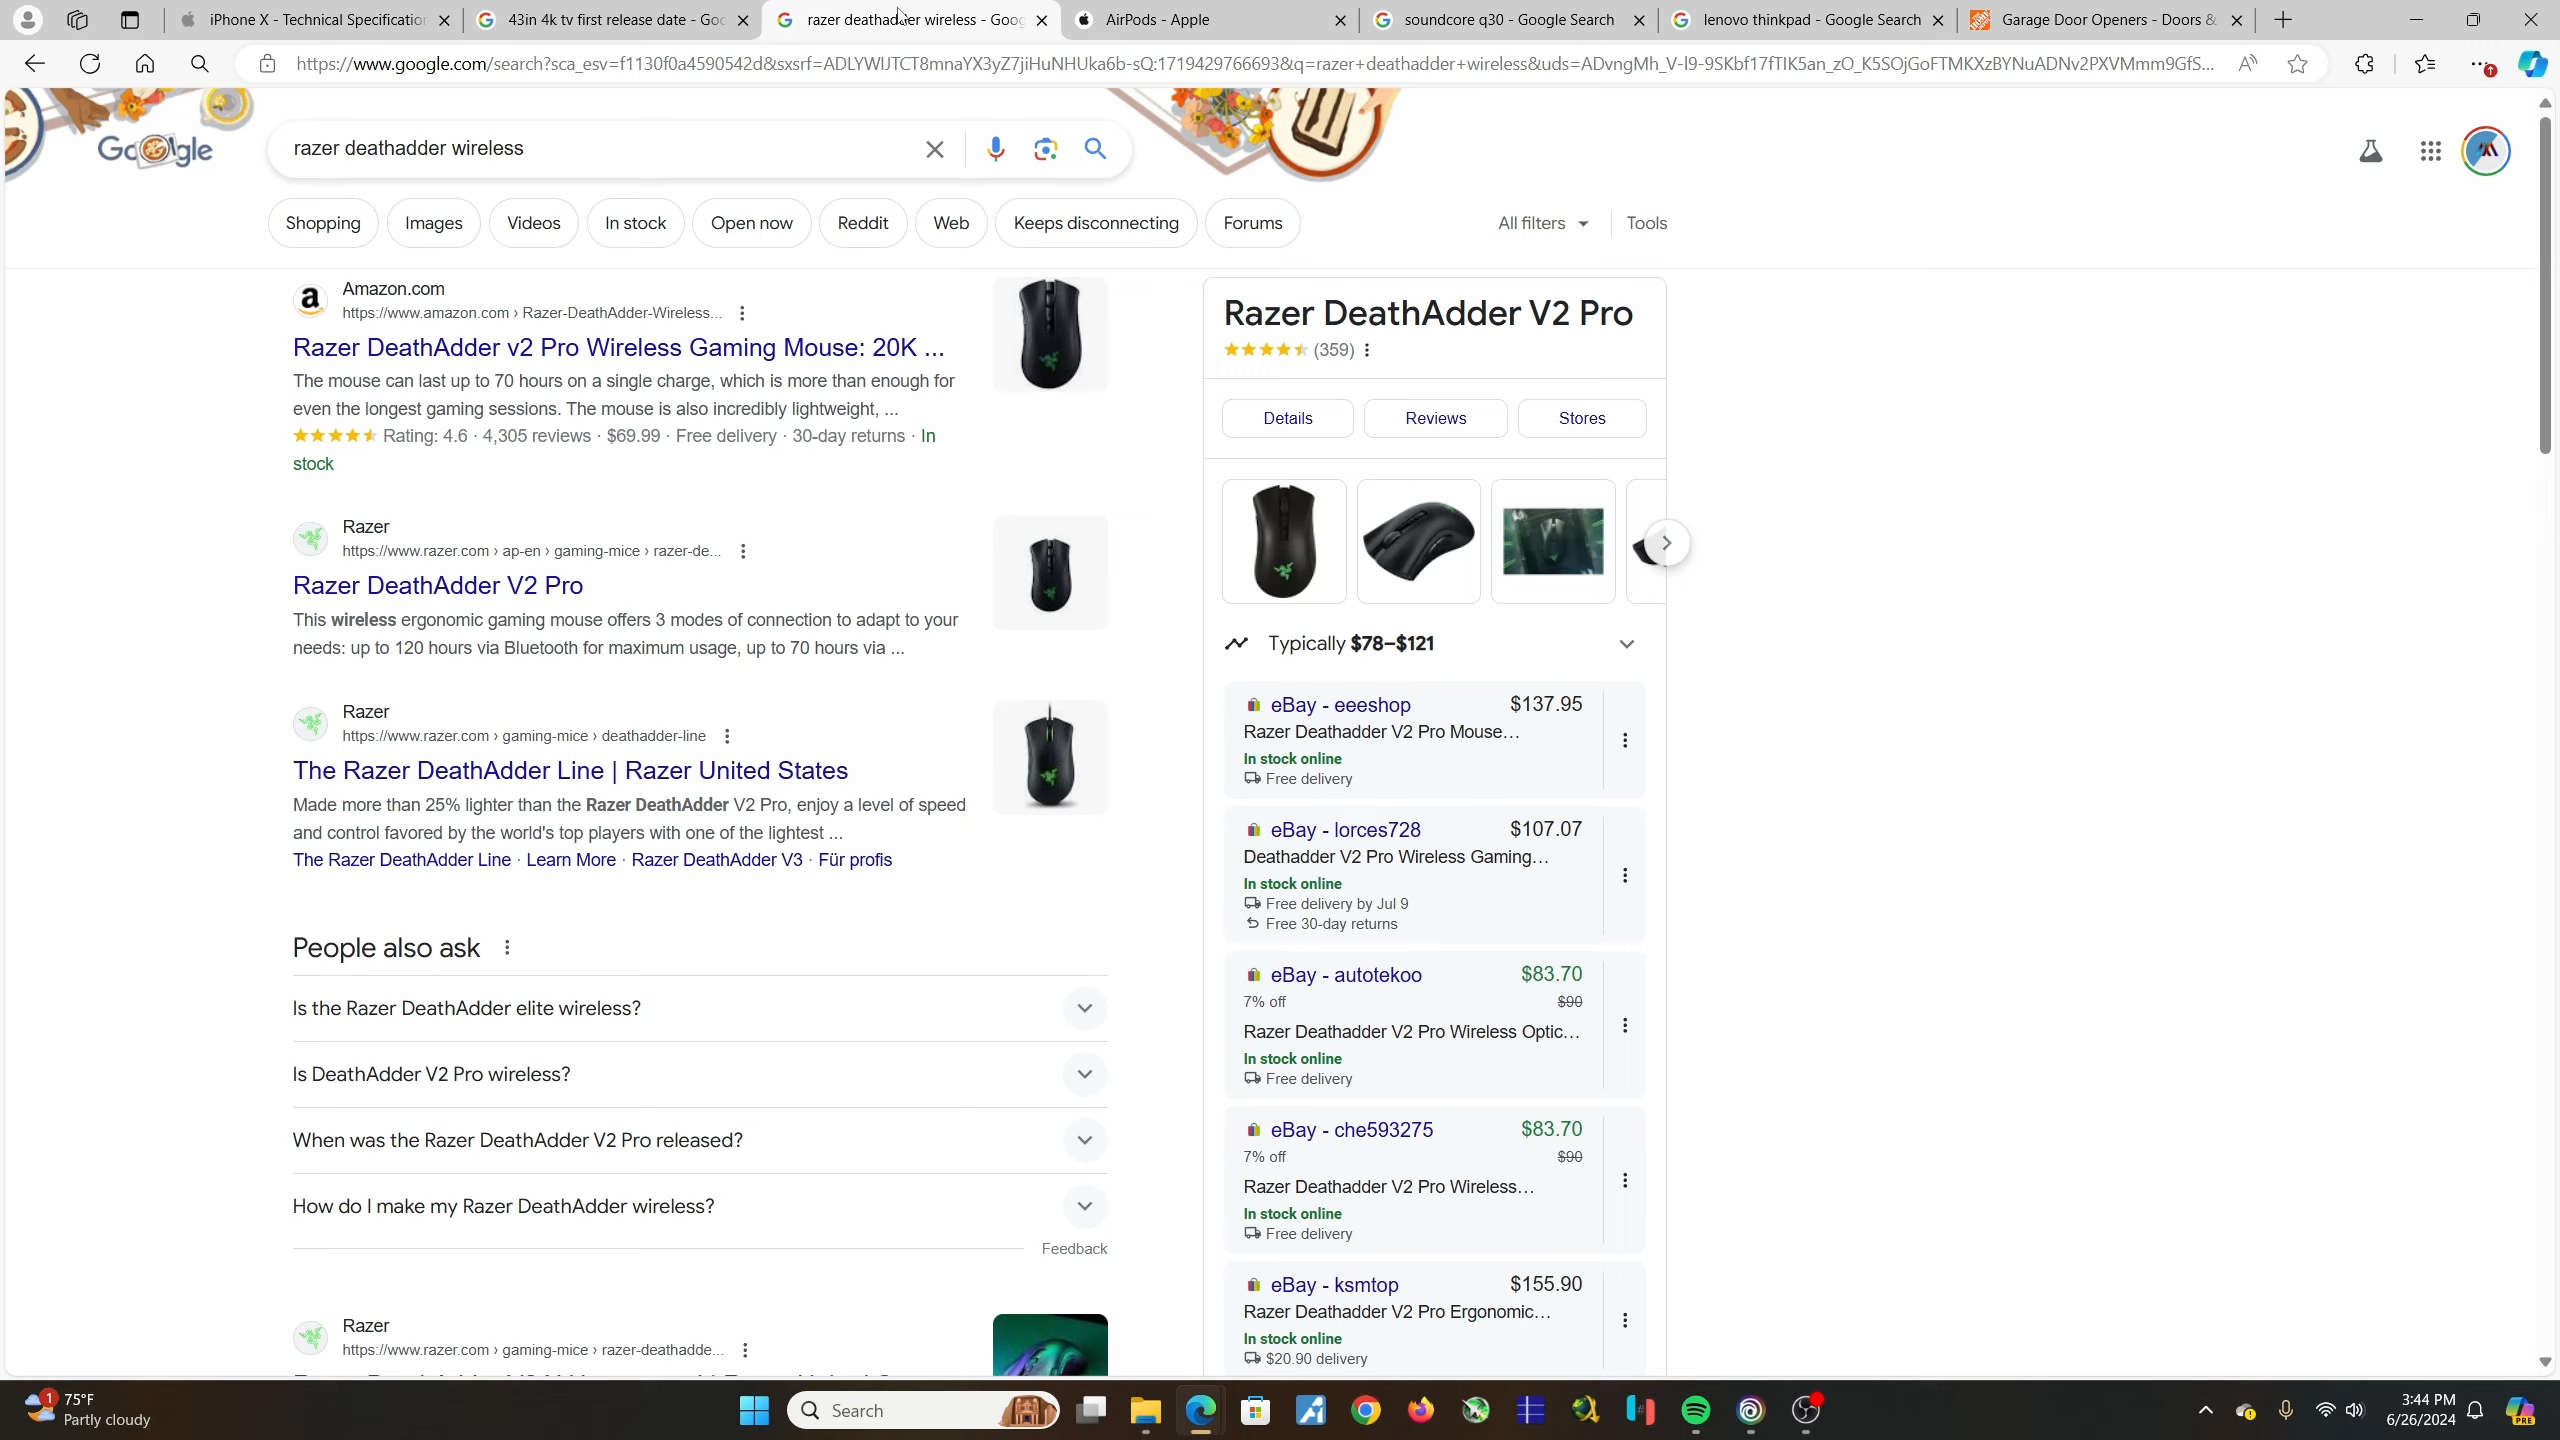 iPhone X - Technical Specification
43in 4k tv first release date - Goo
razer deathadder wireless - Goog
AirPods - Apple
soundcore q30 - Google Search
lenovo thinkpad - Google Search
Garage Door Openers - Doors &
https://www.google.com/search?sca_esv=f1130f0a4590542d&sxsrf=ADLYWIJTCT8mnaYX3yZ7jiHuNHUka6b-sQ:1719429766693&q=razer+deathadder+wireless&uds=ADvngMh_V-l9-9SKbf17fTIK5an_zO_K5SOjGoFTMKXzBYNuADNv2PXVMmm9GfS...
Google
razer deathadder wireless
Shopping
Images
Videos
In stock
Open now
Reddit
Web
Keeps disconnecting
Forums
All filters
Tools
Amazon.com
https://www.amazon.com › Razer-DeathAdder-Wireless...
Razer DeathAdder v2 Pro Wireless Gaming Mouse: 20K ...
The mouse can last up to 70 hours on a single charge, which is more than enough for
even the longest gaming sessions. The mouse is also incredibly lightweight, ...
Rating: 4.6 · 4,305 reviews · $69.99 · Free delivery · 30-day returns · In
stock
Razer
https://www.razer.com › ap-en › gaming-mice › razer-de...
Razer DeathAdder V2 Pro
This wireless ergonomic gaming mouse offers 3 modes of connection to adapt to your
needs: up to 120 hours via Bluetooth for maximum usage, up to 70 hours via ...
Razer
https://www.razer.com › gaming-mice › deathadder-line
The Razer DeathAdder Line | Razer United States
Made more than 25% lighter than the Razer DeathAdder V2 Pro, enjoy a level of speed
and control favored by the world's top players with one of the lightest ...
The Razer DeathAdder Line · Learn More · Razer DeathAdder V3 · Für profis
People also ask
Is the Razer DeathAdder elite wireless?
Is DeathAdder V2 Pro wireless?
When was the Razer DeathAdder V2 Pro released?
How do I make my Razer DeathAdder wireless?
Feedback
Razer
https://www.razer.com › gaming-mice › razer-deathadde...
Razer DeathAdder V2 Pro
(359)
Details
Reviews
Stores
Typically $78–$121
eBay - eeeshop $137.95
Razer Deathadder V2 Pro Mouse...
In stock online
Free delivery
eBay - lorces728 $107.07
Deathadder V2 Pro Wireless Gaming...
In stock online
Free delivery by Jul 9
Free 30-day returns
eBay - autotekoo $83.70
7% off $90
Razer Deathadder V2 Pro Wireless Optic...
In stock online
Free delivery
eBay - che593275 $83.70
7% off $90
Razer Deathadder V2 Pro Wireless...
In stock online
Free delivery
eBay - ksmtop $155.90
Razer Deathadder V2 Pro Ergonomic...
In stock online
$20.90 delivery
1
75°F
Partly cloudy
Search
3:44 PM
6/26/2024
PRE